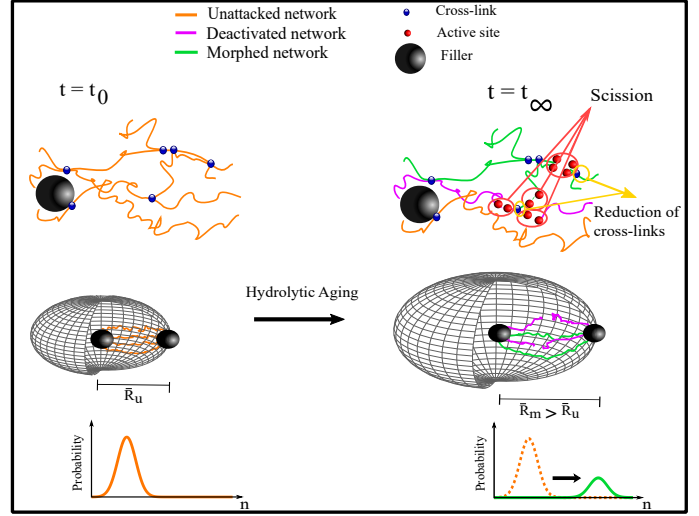 Unattacked network
Deactivated network
Morphed network
Cross-link
Active site
Filler
t = t₀
t = t∞
Scission
Reduction of
cross-links
Hydrolytic Aging
R̄ᵤ
R̄ₘ > R̄ᵤ
Probability
n
Probability
n